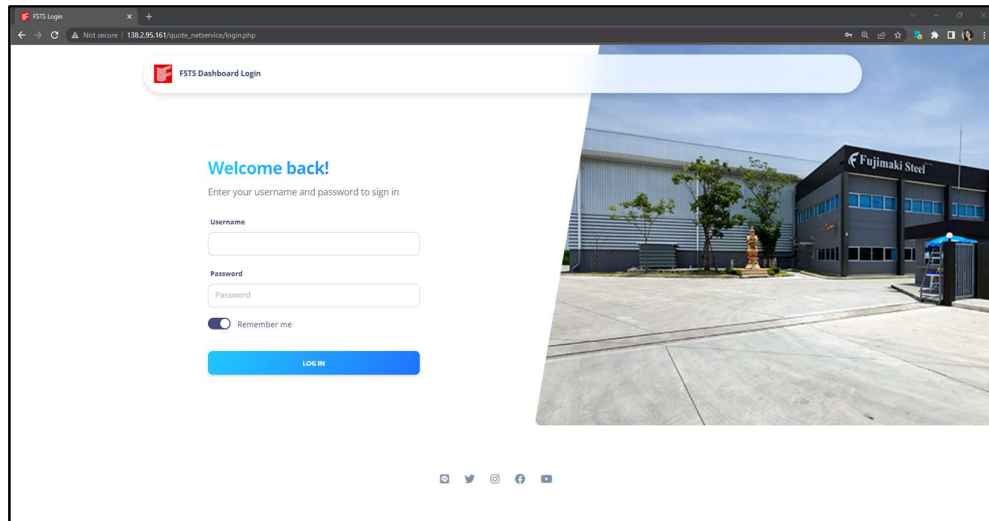 FSTS Login
Not secure | 138.2.95.161/quote_netservice/login.php
FSTS Dashboard Login
Fujimaki Steel
Welcome back!
Enter your username and password to sign in
Username
Password
Password
Remember me
LOG IN